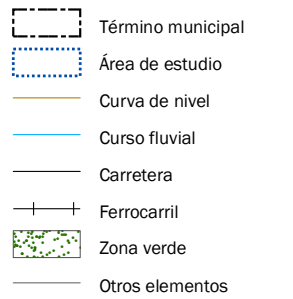 Término municipal
Área de estudio
Curva de nivel
Curso fluvial
Carretera
Ferrocarril
Zona verde
Otros elementos